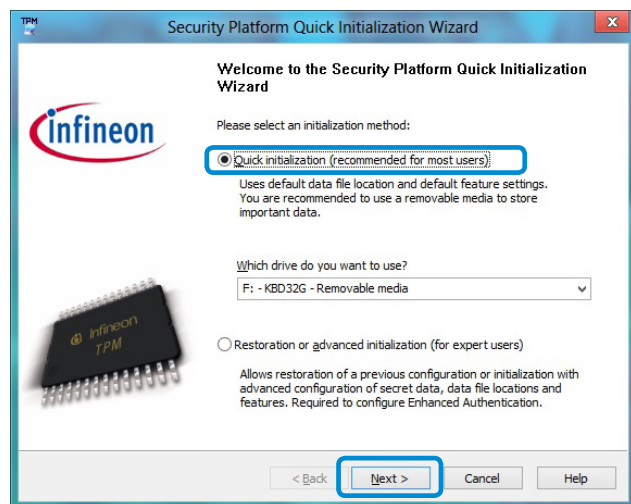 TPM
Security Platform Quick Initialization Wizard
x
Welcome to the Security Platform Quick Initialization
Wizard
infineon
Please select an initialization method:
Quick initialization (recommended for most users)
Uses default data file location and default feature settings.
You are recommended to use a removable media to store
important data.
Which drive do you want to use?
F: - KBD32G - Removable media
infineon
TPM
Restoration or advanced initialization (for expert users)
Allows restoration of a previous configuration or initialization with
advanced configuration of secret data, data file locations and
features. Required to configure Enhanced Authentication.
< Back
Next >
Cancel
Help